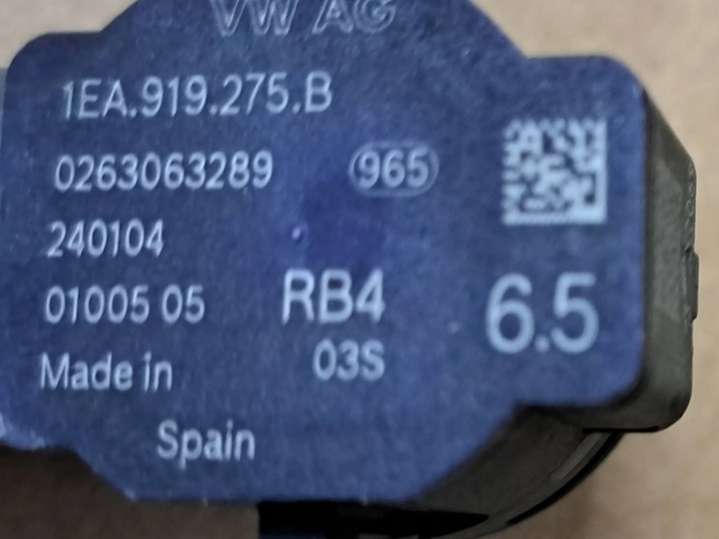 VW AG
1EA.919.275.B
0263063289 965
240104
01005 05 RB4 6.5
Made in 03S
Spain